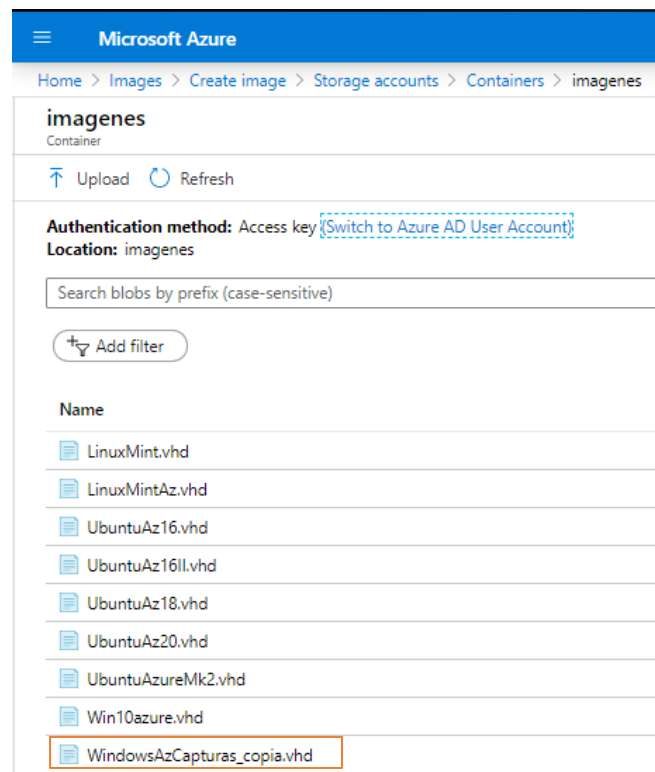 Microsoft Azure
Home > Images > Create image > Storage accounts > Containers > imagenes
imagenes
Container
Upload Refresh
Authentication method: Access key (Switch to Azure AD User Account)
Location: imagenes
Search blobs by prefix (case-sensitive)
Add filter
Name
LinuxMint.vhd
LinuxMintAz.vhd
UbuntuAz16.vhd
UbuntuAz16II.vhd
UbuntuAz18.vhd
UbuntuAz20.vhd
UbuntuAzureMk2.vhd
Win10azure.vhd
WindowsAzCapturas_copia.vhd